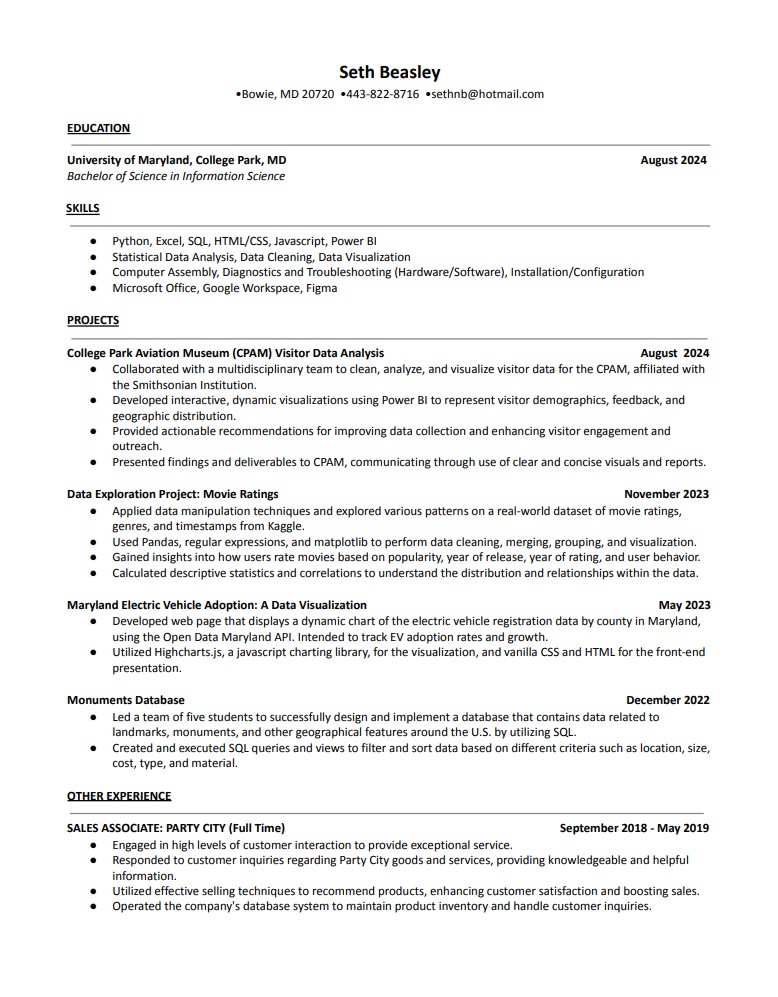 Seth Beasley
•Bowie, MD 20720 •443-822-8716 •sethnb@hotmail.com
EDUCATION
University of Maryland, College Park, MD August 2024
Bachelor of Science in Information Science
SKILLS
● Python, Excel, SQL, HTML/CSS, Javascript, Power BI
● Statistical Data Analysis, Data Cleaning, Data Visualization
● Computer Assembly, Diagnostics and Troubleshooting (Hardware/Software), Installation/Configuration
● Microsoft Office, Google Workspace, Figma
PROJECTS
College Park Aviation Museum (CPAM) Visitor Data Analysis August 2024
● Collaborated with a multidisciplinary team to clean, analyze, and visualize visitor data for the CPAM, affiliated with
the Smithsonian Institution.
● Developed interactive, dynamic visualizations using Power BI to represent visitor demographics, feedback, and
geographic distribution.
● Provided actionable recommendations for improving data collection and enhancing visitor engagement and
outreach.
● Presented findings and deliverables to CPAM, communicating through use of clear and concise visuals and reports.
Data Exploration Project: Movie Ratings November 2023
● Applied data manipulation techniques and explored various patterns on a real-world dataset of movie ratings,
genres, and timestamps from Kaggle.
● Used Pandas, regular expressions, and matplotlib to perform data cleaning, merging, grouping, and visualization.
● Gained insights into how users rate movies based on popularity, year of release, year of rating, and user behavior.
● Calculated descriptive statistics and correlations to understand the distribution and relationships within the data.
Maryland Electric Vehicle Adoption: A Data Visualization May 2023
● Developed web page that displays a dynamic chart of the electric vehicle registration data by county in Maryland,
using the Open Data Maryland API. Intended to track EV adoption rates and growth.
● Utilized Highcharts.js, a javascript charting library, for the visualization, and vanilla CSS and HTML for the front-end
presentation.
Monuments Database December 2022
● Led a team of five students to successfully design and implement a database that contains data related to
landmarks, monuments, and other geographical features around the U.S. by utilizing SQL.
● Created and executed SQL queries and views to filter and sort data based on different criteria such as location, size,
cost, type, and material.
OTHER EXPERIENCE
SALES ASSOCIATE: PARTY CITY (Full Time) September 2018 - May 2019
● Engaged in high levels of customer interaction to provide exceptional service.
● Responded to customer inquiries regarding Party City goods and services, providing knowledgeable and helpful
information.
● Utilized effective selling techniques to recommend products, enhancing customer satisfaction and boosting sales.
● Operated the company's database system to maintain product inventory and handle customer inquiries.